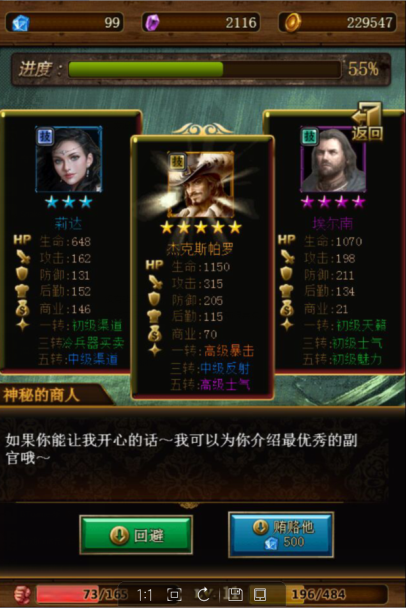 99 2116 229547
进度: 55%
返回
技
莉达
HP 生命:648
攻击:162
防御:131
后勤:152
商业:146
一转:初级渠道
三转:冷兵器买卖
五转:中级渠道
技
杰克斯帕罗
HP 生命:1150
攻击:315
防御:205
后勤:115
商业:70
一转:高级暴击
三转:中级反射
五转:高级士气
技
埃尔南
HP 生命:1070
攻击:198
防御:211
后勤:134
商业:21
一转:初级天籁
三转:初级士气
五转:初级魅力
神秘的商人
如果你能让我开心的话～我可以为你介绍最优秀的副
官哦～
回避
贿赂他
500
73/165 1:1 196/484